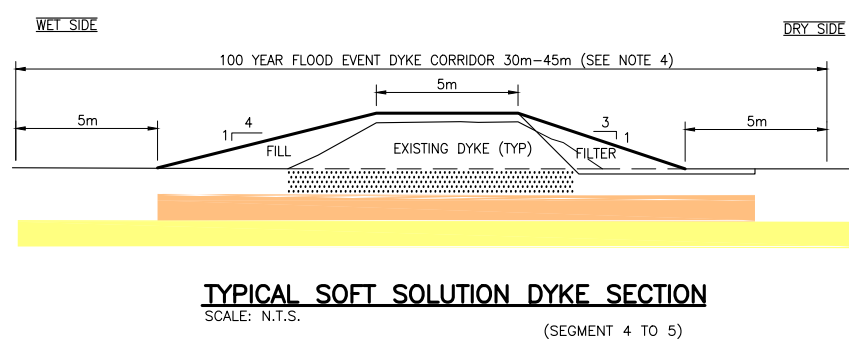 WET SIDE
DRY SIDE
100 YEAR FLOOD EVENT DYKE CORRIDOR 30m-45m (SEE NOTE 4)
5m
5m
5m
4
1
3
1
FILL
EXISTING DYKE (TYP)
FILTER
TYPICAL SOFT SOLUTION DYKE SECTION
SCALE: N.T.S.
(SEGMENT 4 TO 5)